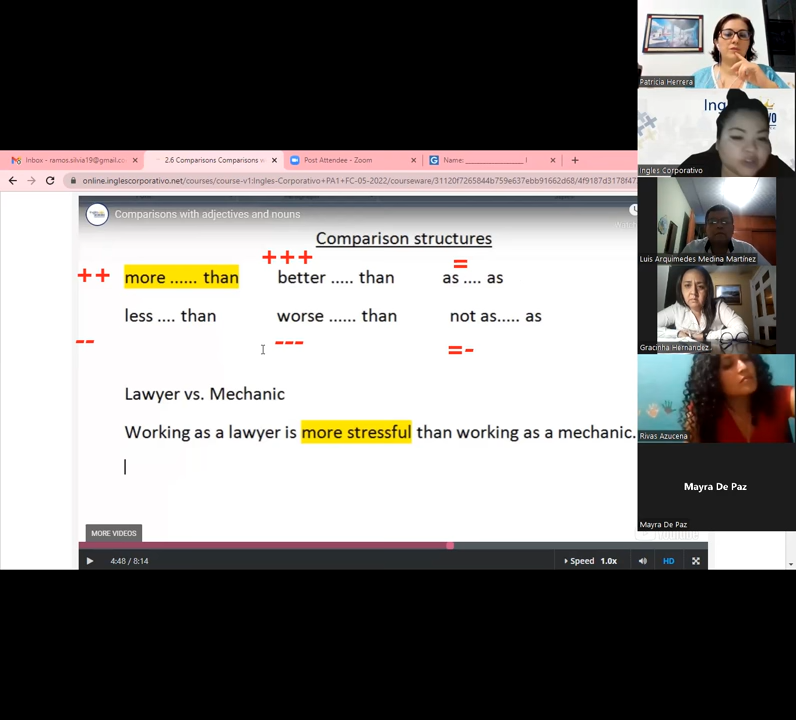 Inbox - ramos.silvia19@gmail.co
2.6 Comparisons Comparisons w
Post Attendee - Zoom
Name: _________________ I
online.inglescorporativo.net/courses/course-v1:Ingles-Corporativo+PA1+FC-05-2022/courseware/31120f7265844b759e637ebb91662d68/4f9187d3178f47
Comparisons with adjectives and nouns
Comparison structures
+++
=
++ more ...... than better ..... than as .... as
less .... than worse ...... than not as..... as
-- --- =-
Lawyer vs. Mechanic
Working as a lawyer is more stressful than working as a mechanic.
MORE VIDEOS
4:48 / 8:14
Speed 1.0x
HD
Patricia Herrera
Ingles Corporativo
Luis Arquimedes Medina Martínez
Gracinha Hernández
Rivas Azucena
Mayra De Paz
Mayra De Paz